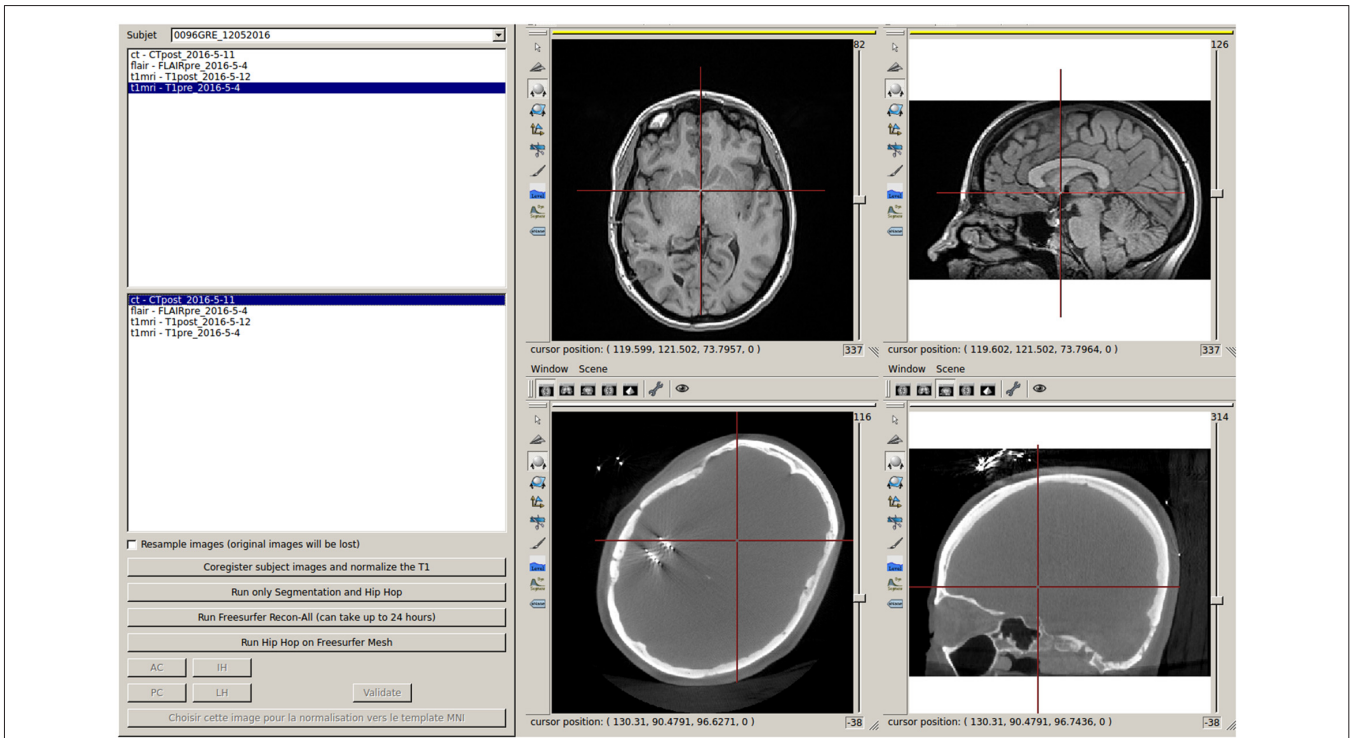 Subjet 0096GRE_12052016
ct - CTpost_2016-5-11
flair - FLAIRpre_2016-5-4
t1mri - T1post_2016-5-12
t1mri - T1pre_2016-5-4
ct - CTpost_2016-5-11
flair - FLAIRpre_2016-5-4
t1mri - T1post_2016-5-12
t1mri - T1pre_2016-5-4
Resample images (original images will be lost)
Coregister subject images and normalize the T1
Run only Segmentation and Hip Hop
Run Freesurfer Recon-All (can take up to 24 hours)
Run Hip Hop on Freesurfer Mesh
AC IH
PC LH Validate
Choisir cette image pour la normalisation vers le template MNI
82
cursor position: ( 119.599, 121.502, 73.7957, 0 ) 337
126
cursor position: ( 119.602, 121.502, 73.7964, 0 ) 337
Window Scene
116
cursor position: ( 130.31, 90.4791, 96.6271, 0 ) -38
Window Scene
314
cursor position: ( 130.31, 90.4791, 96.7436, 0 ) -38